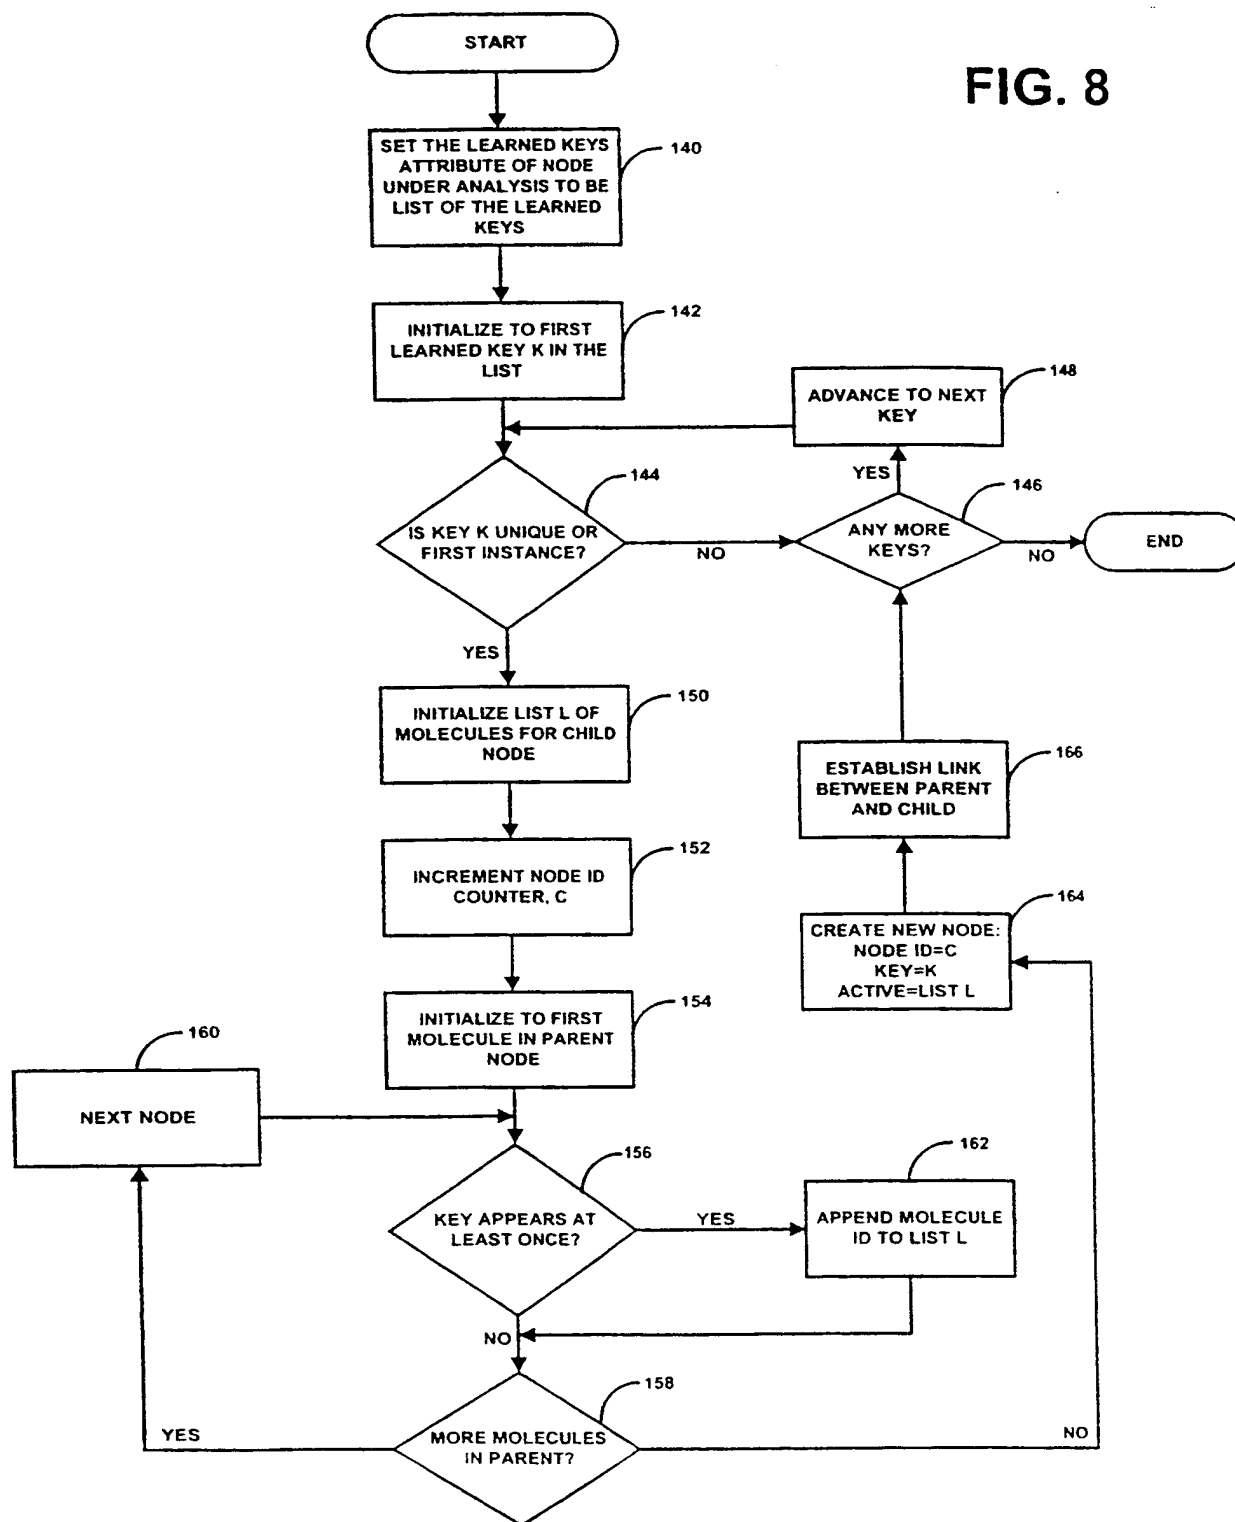 START
FIG. 8
SET THE LEARNED KEYS
ATTRIBUTE OF NODE
UNDER ANALYSIS TO BE
LIST OF THE LEARNED
KEYS
140
INITIALIZE TO FIRST
LEARNED KEY K IN THE
LIST
142
ADVANCE TO NEXT
KEY
148
YES
IS KEY K UNIQUE OR
FIRST INSTANCE?
144
NO
ANY MORE
KEYS?
146
NO
END
YES
INITIALIZE LIST L OF
MOLECULES FOR CHILD
NODE
150
ESTABLISH LINK
BETWEEN PARENT
AND CHILD
166
INCREMENT NODE ID
COUNTER, C
152
CREATE NEW NODE:
NODE ID=C
KEY=K
ACTIVE=LIST L
164
INITIALIZE TO FIRST
MOLECULE IN PARENT
NODE
154
160
NEXT NODE
KEY APPEARS AT
LEAST ONCE?
156
YES
APPEND MOLECULE
ID TO LIST L
162
NO
MORE MOLECULES
IN PARENT?
158
YES
NO